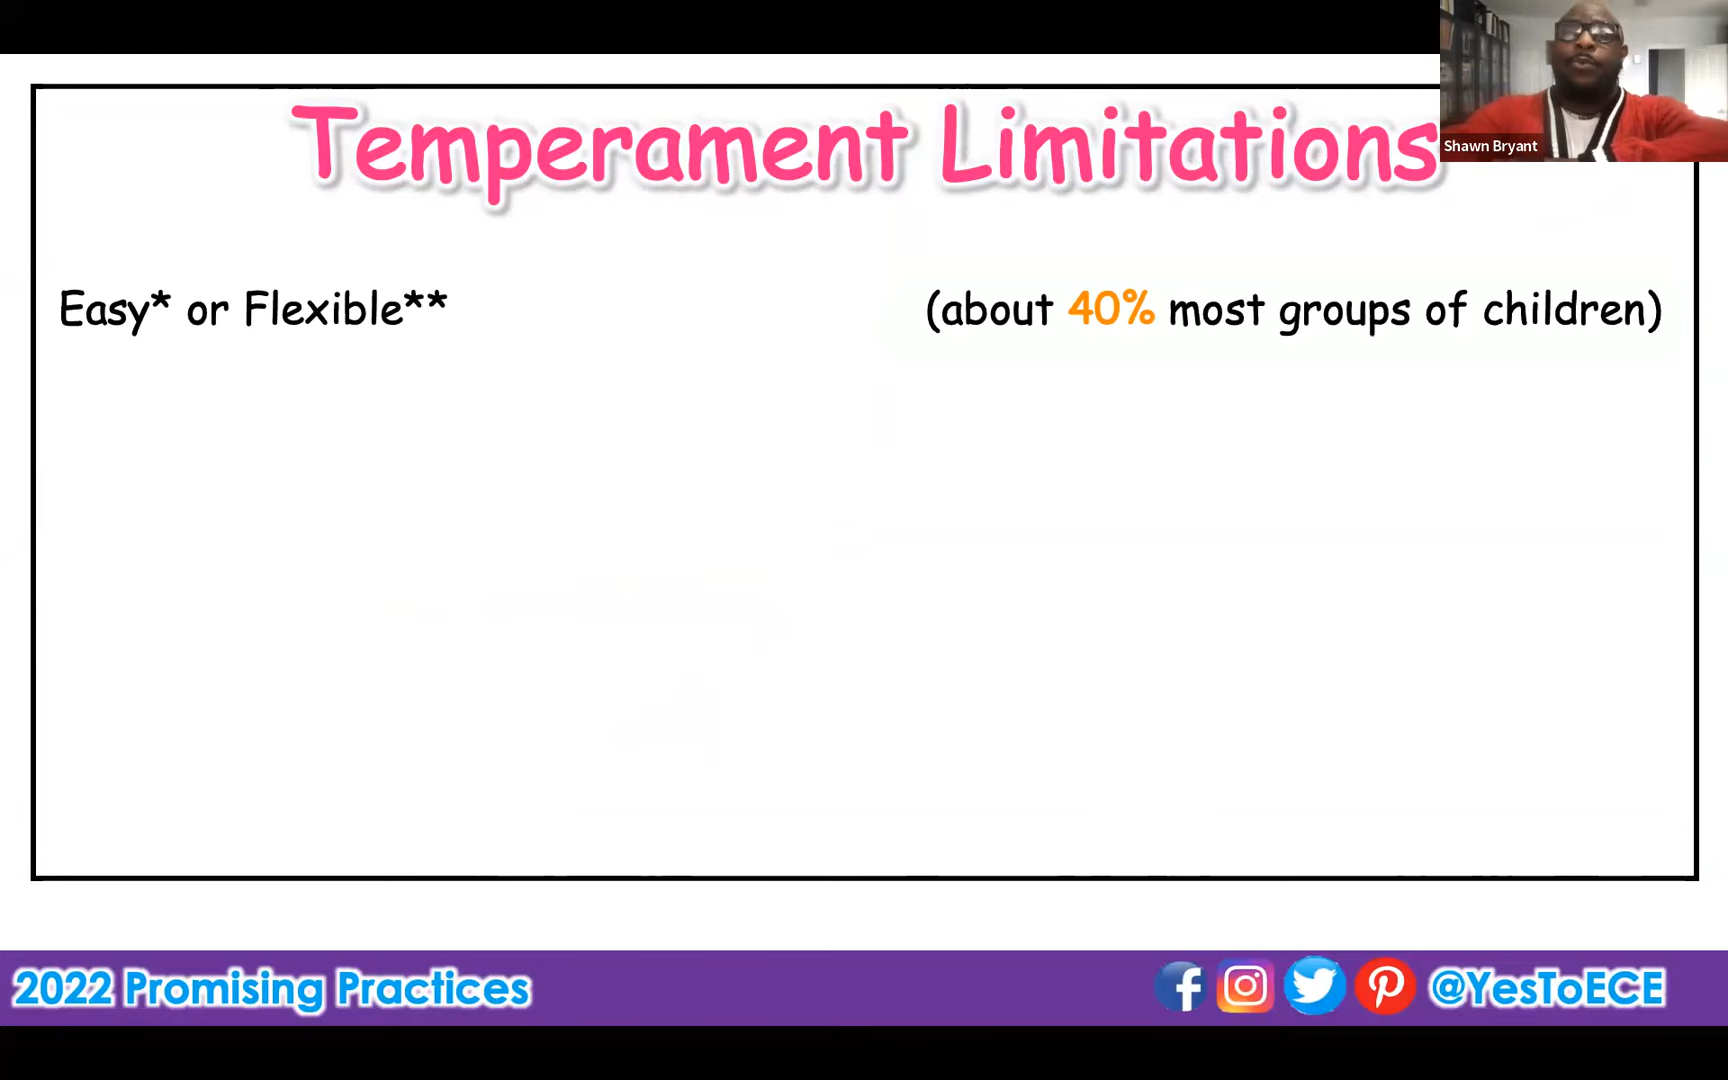 Temperament Limitations
Shawn Bryant
Easy* or Flexible** (about 40% most groups of children)
2022 Promising Practices @YesToECE